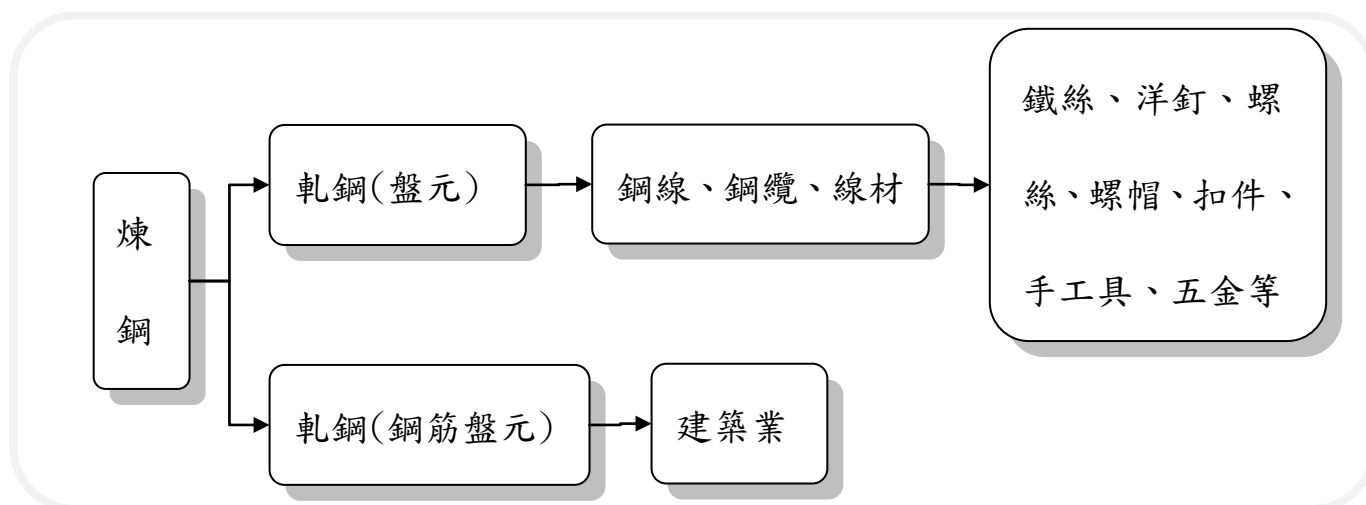 煉
鋼
軋鋼(盤元)
鋼線、鋼纜、線材
鐵絲、洋釘、螺
絲、螺帽、扣件、
手工具、五金等
軋鋼(鋼筋盤元)
建築業